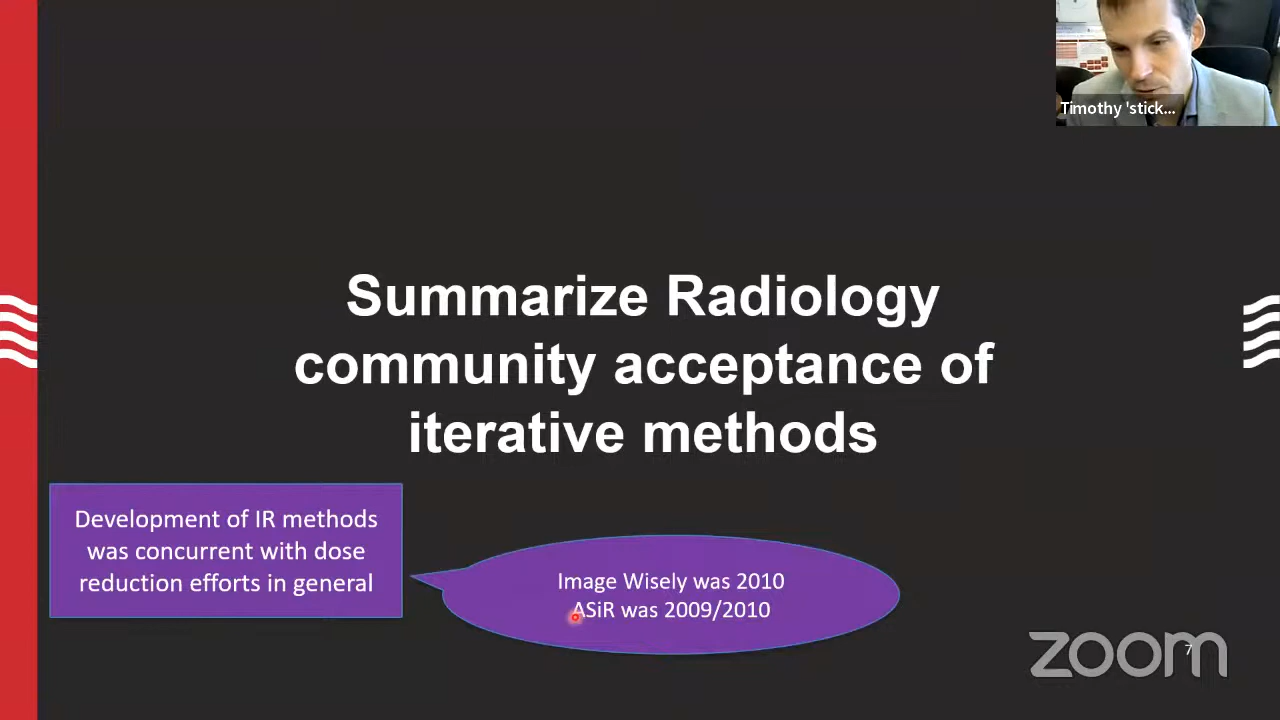 Timothy 'stick...
Summarize Radiology
community acceptance of
iterative methods
Development of IR methods
was concurrent with dose
reduction efforts in general
Image Wisely was 2010
ASiR was 2009/2010
zoom
7